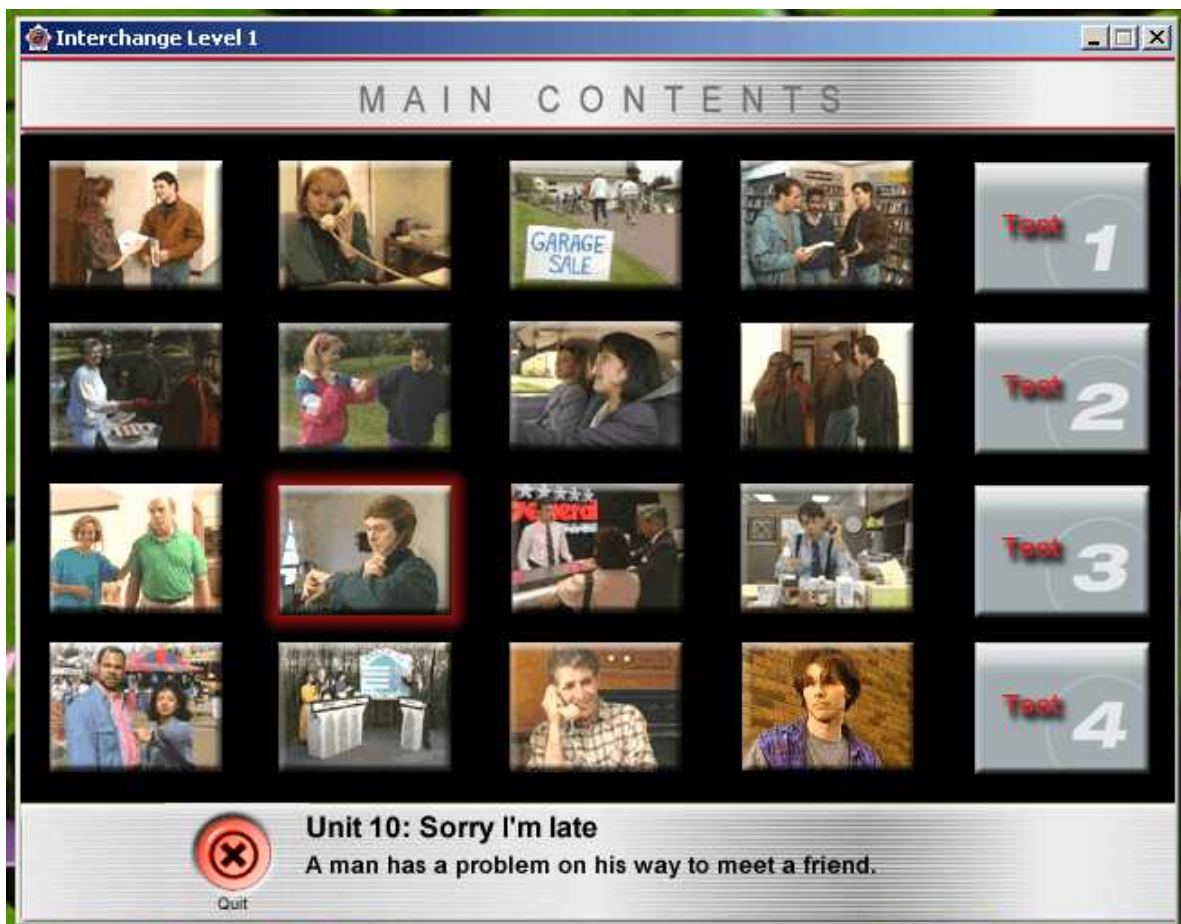 Interchange Level 1
MAIN CONTENTS
GARAGE
SALE
Test 1
Test 2
Test 3
Test 4
Unit 10: Sorry I'm late
A man has a problem on his way to meet a friend.
Quit